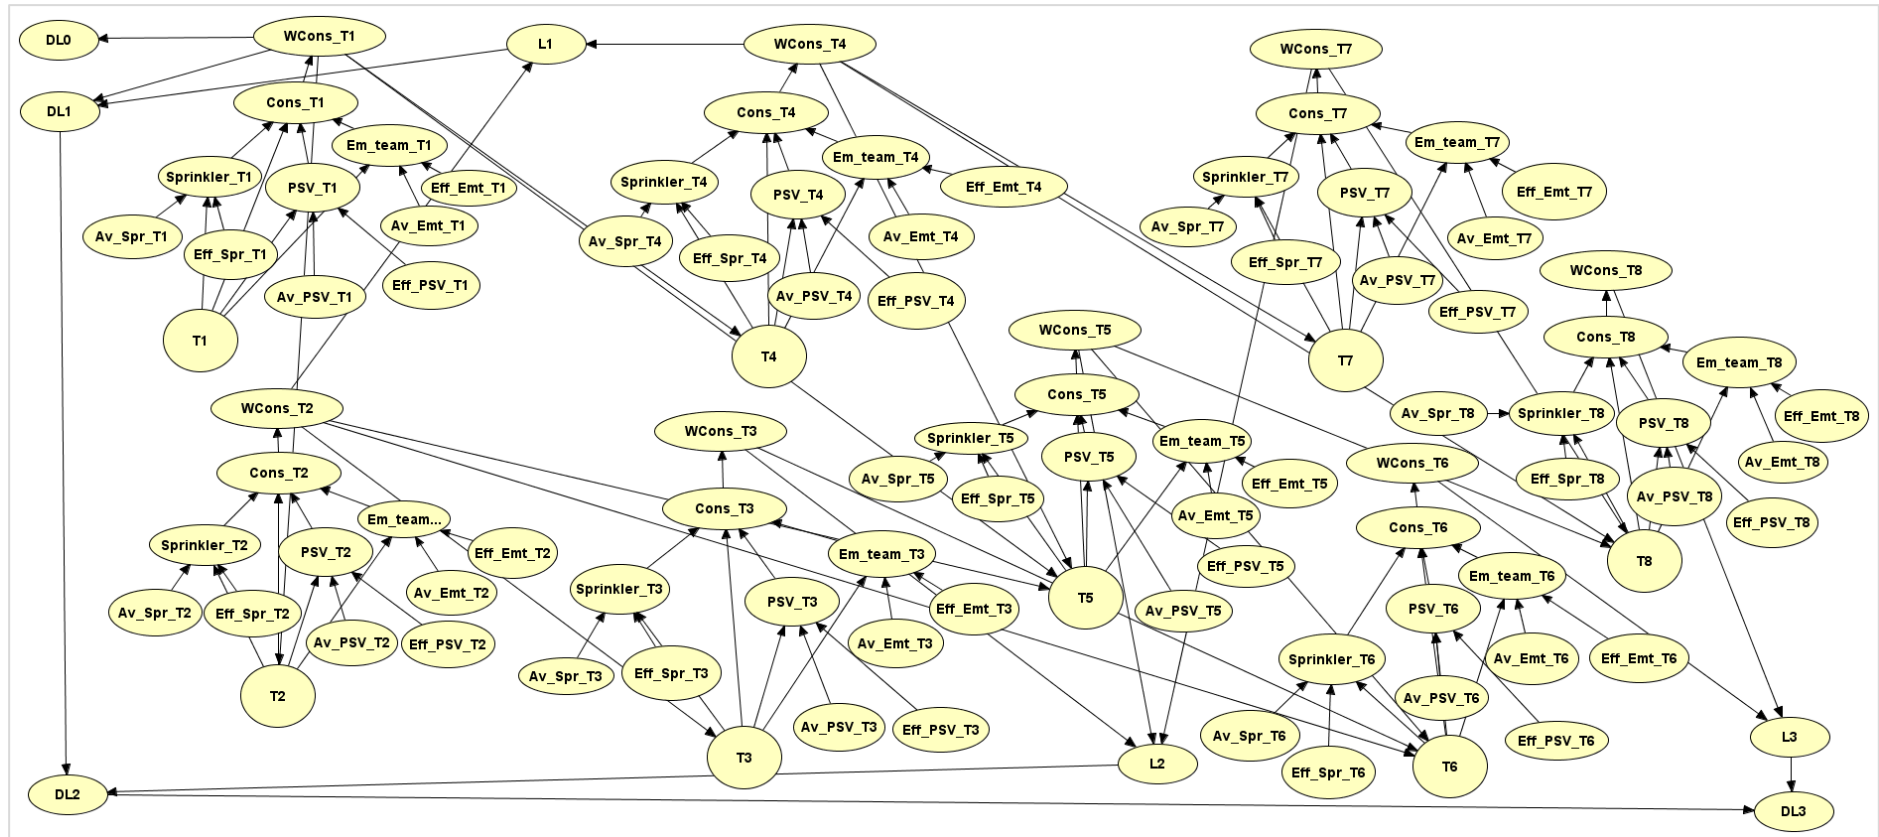 DL0
WCons_T1
L1
WCons_T4
WCons_T7
DL1
Cons_T1
Cons_T4
Cons_T7
Em_team_T1
Em_team_T4
Em_team_T7
Sprinkler_T1
PSV_T1
Eff_Emt_T1
Sprinkler_T4
PSV_T4
Eff_Emt_T4
Sprinkler_T7
PSV_T7
Eff_Emt_T7
Av_Spr_T1
Eff_Spr_T1
Av_Emt_T1
Av_Spr_T4
Eff_Spr_T4
Av_Emt_T4
Av_Spr_T7
Eff_Spr_T7
Av_Emt_T7
Av_PSV_T1
Eff_PSV_T1
Av_PSV_T4
Eff_PSV_T4
Av_PSV_T7
Eff_PSV_T7
WCons_T8
T1
T4
WCons_T5
T7
Cons_T8
Em_team_T8
WCons_T2
WCons_T3
Cons_T5
Sprinkler_T5
PSV_T5
Em_team_T5
Av_Spr_T8
Sprinkler_T8
PSV_T8
Eff_Emt_T8
Cons_T2
Av_Spr_T5
Eff_Spr_T5
Av_Emt_T5
Eff_Emt_T5
WCons_T6
Eff_Spr_T8
Av_PSV_T8
Av_Emt_T8
Eff_PSV_T8
Em_team...
Cons_T3
Cons_T6
Sprinkler_T2
PSV_T2
Eff_Emt_T2
Em_team_T3
Eff_PSV_T5
Em_team_T6
T8
Av_Spr_T2
Eff_Spr_T2
Av_Emt_T2
Sprinkler_T3
PSV_T3
Eff_Emt_T3
T5
Av_PSV_T5
PSV_T6
Av_PSV_T2
Eff_PSV_T2
Av_Emt_T3
Sprinkler_T6
Av_Emt_T6
Eff_Emt_T6
T2
Av_Spr_T3
Eff_Spr_T3
Av_PSV_T6
Av_PSV_T3
Eff_PSV_T3
Av_Spr_T6
Eff_PSV_T6
L3
T3
L2
Eff_Spr_T6
T6
DL2
DL3